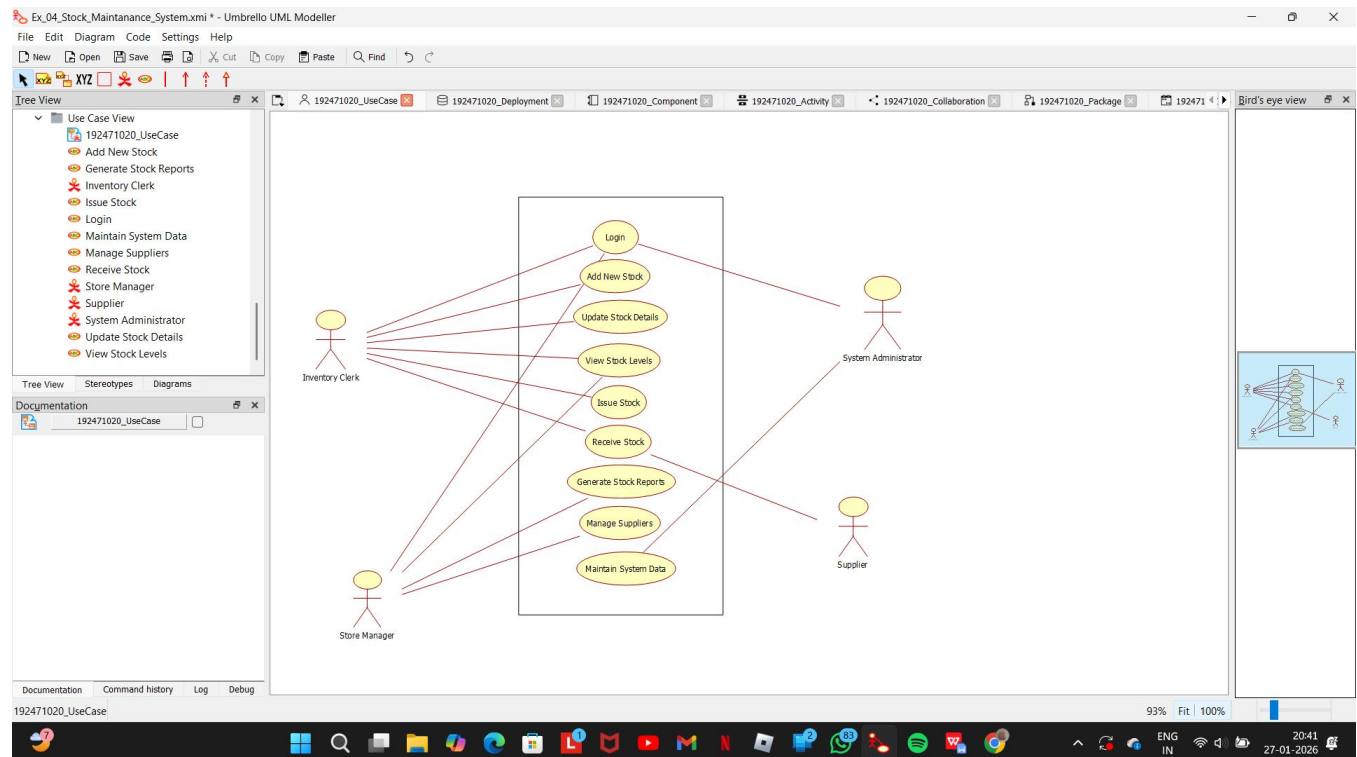 Ex_04_Stock_Maintanance_System.xmi * - Umbrello UML Modeller
File Edit Diagram Code Settings Help
New Open Save Cut Copy Paste Find
XYZ XYZ
Tree View
192471020_UseCase 192471020_Deployment 192471020_Component 192471020_Activity 192471020_Collaboration 192471020_Package 192471
Bird's eye view
Use Case View
192471020_UseCase
Add New Stock
Generate Stock Reports
Inventory Clerk
Issue Stock
Login
Maintain System Data
Manage Suppliers
Receive Stock
Store Manager
Supplier
System Administrator
Update Stock Details
View Stock Levels
Tree View Stereotypes Diagrams
Documentation
192471020_UseCase
Login
Add New Stock
Update Stock Details
View Stock Levels
Issue Stock
Receive Stock
Generate Stock Reports
Manage Suppliers
Maintain System Data
Inventory Clerk
System Administrator
Supplier
Store Manager
Documentation Command history Log Debug
192471020_UseCase
93% Fit 100%
7
1
2
83
ENG
IN
20:41
27-01-2026